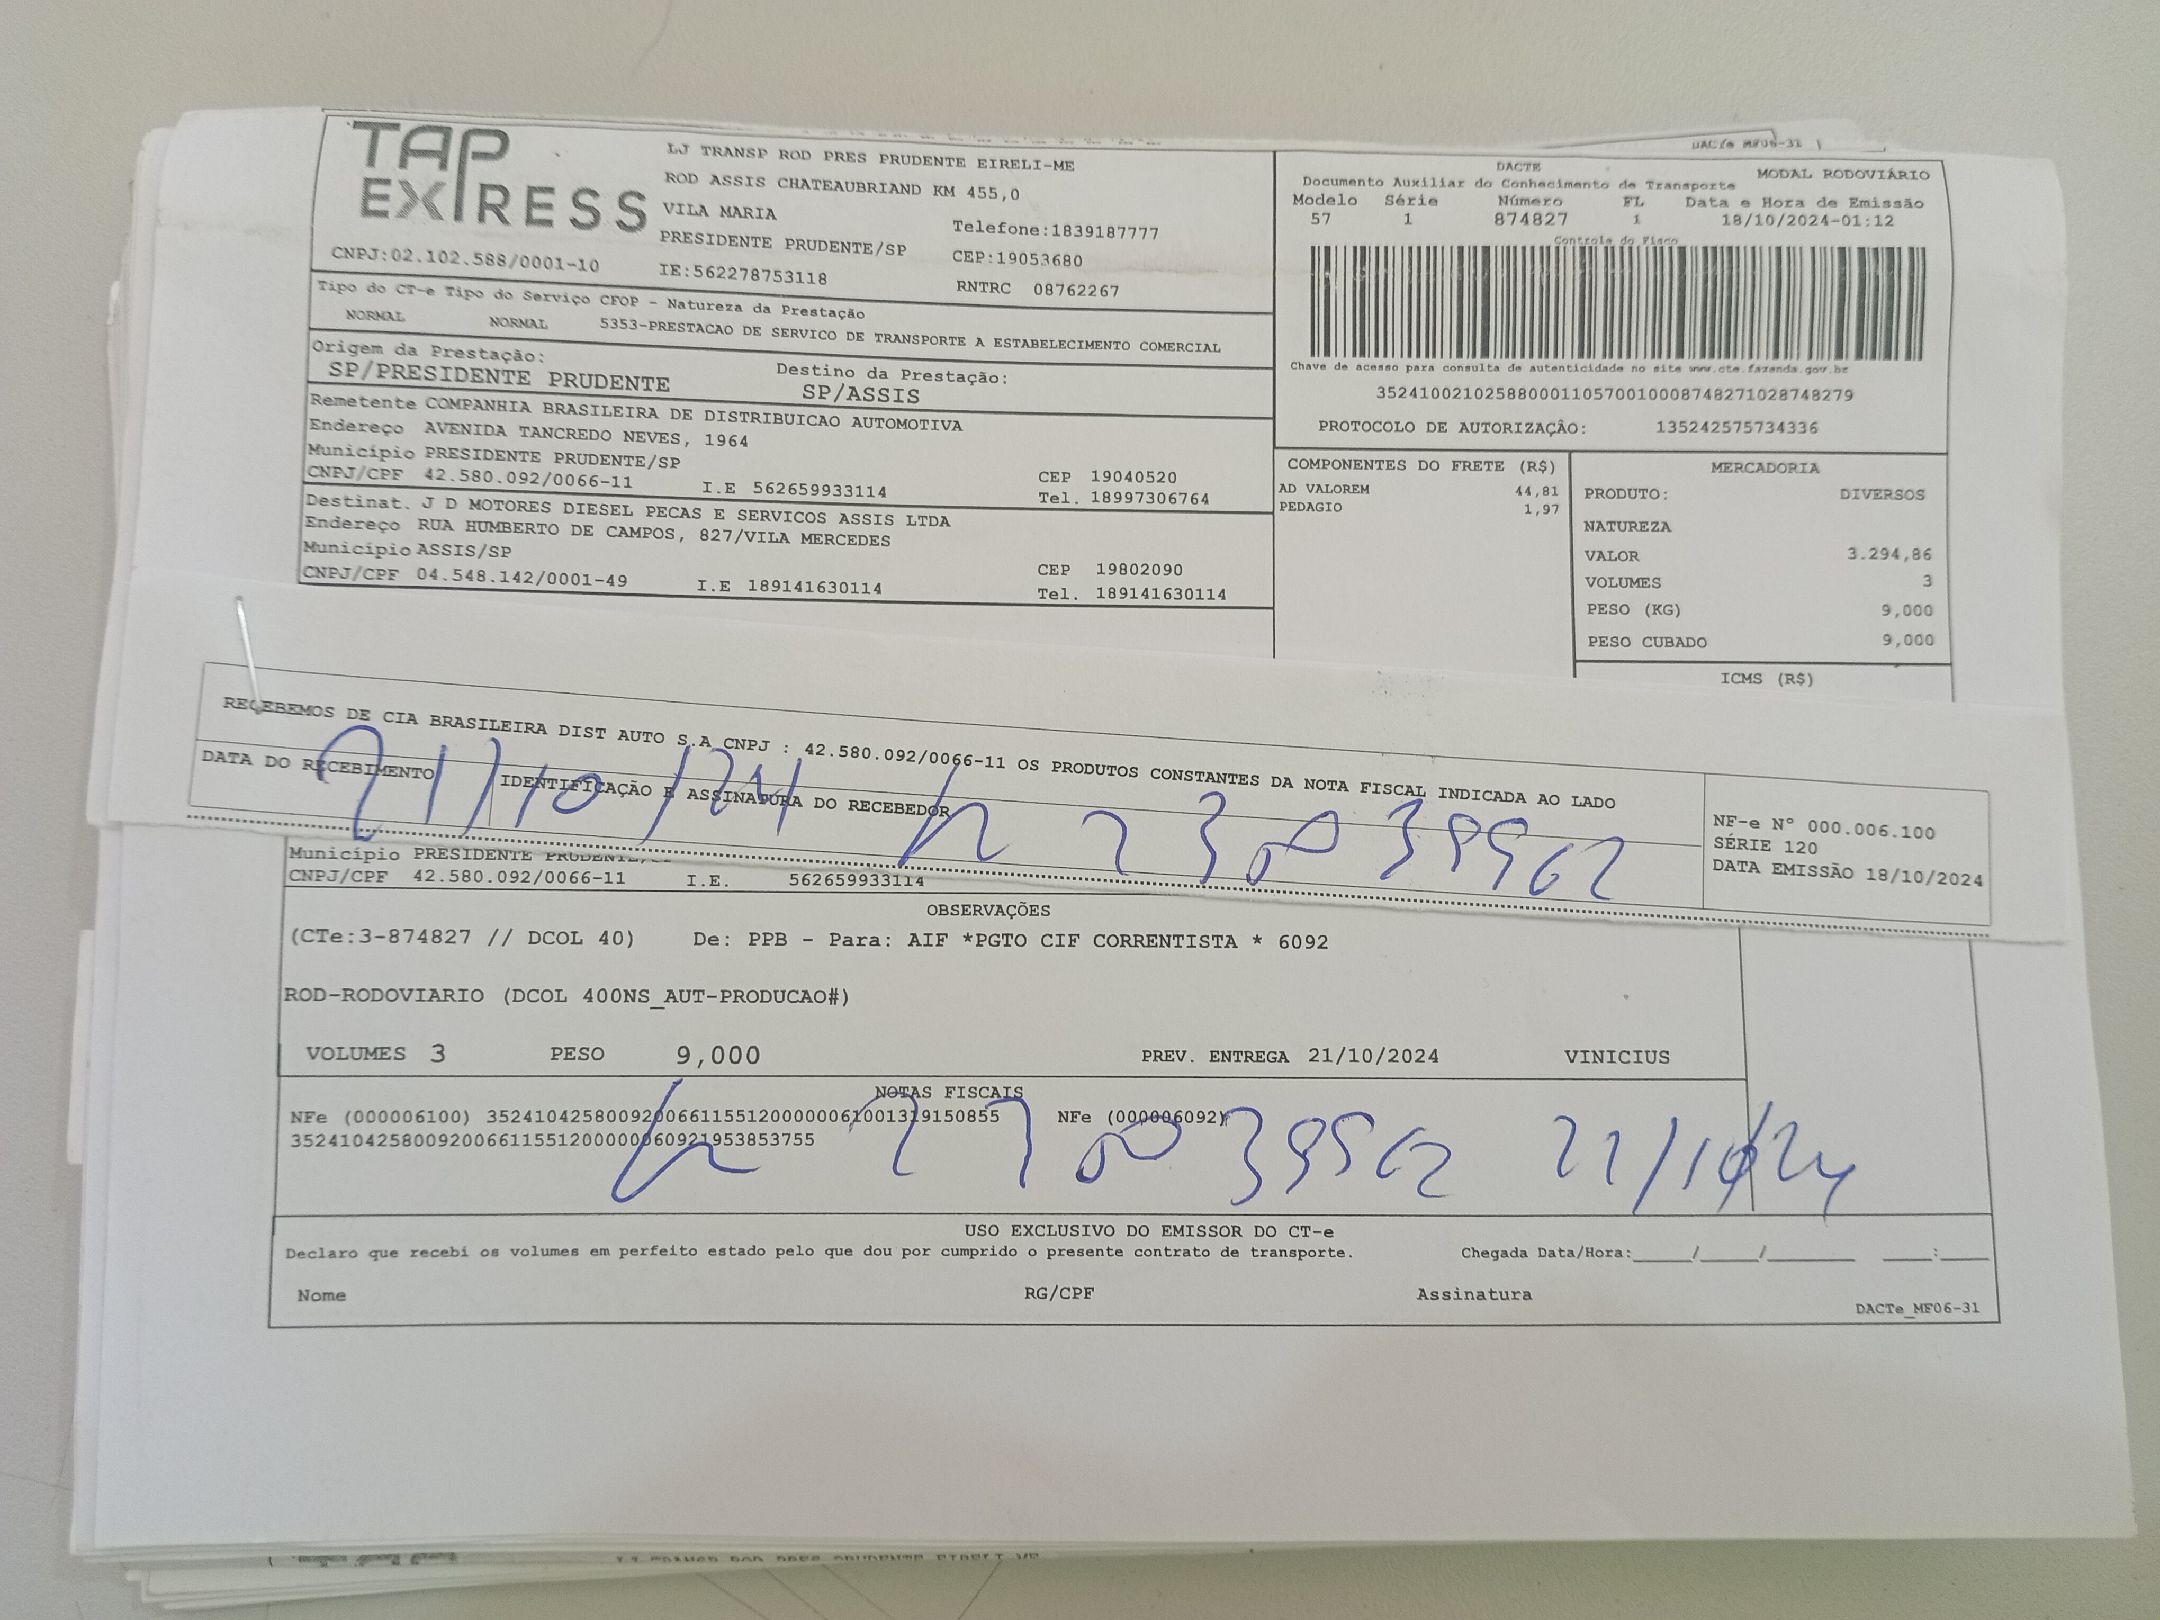 DACTe MF06-31
TAP EXPRESS
LJ TRANSP ROD PRES PRUDENTE EIRELI-ME
ROD ASSIS CHATEAUBRIAND KM 455,0
VILA MARIA
Telefone:1839187777
PRESIDENTE PRUDENTE/SP
CEP:19053680
CNPJ:02.102.588/0001-10
IE:562278753118
RNTRC 08762267
DACTE
MODAL RODOVIÁRIO
Documento Auxiliar do Conhecimento de Transporte
Modelo Série Número FL Data e Hora de Emissão
57 1 874827 1 18/10/2024-01:12
Controle do Fisco
Chave de acesso para consulta de autenticidade no site www.cte.fazenda.gov.br
35241002102588000110570010008748271028748279
PROTOCOLO DE AUTORIZAÇÃO: 135242575734336
Tipo do CT-e Tipo do Serviço CFOP - Natureza da Prestação
NORMAL NORMAL 5353-PRESTACAO DE SERVICO DE TRANSPORTE A ESTABELECIMENTO COMERCIAL
Origem da Prestação: Destino da Prestação:
SP/PRESIDENTE PRUDENTE SP/ASSIS
Remetente COMPANHIA BRASILEIRA DE DISTRIBUICAO AUTOMOTIVA
Endereço AVENIDA TANCREDO NEVES, 1964
Município PRESIDENTE PRUDENTE/SP CEP 19040520
CNPJ/CPF 42.580.092/0066-11 I.E 562659933114 Tel. 18997306764
Destinat. J D MOTORES DIESEL PECAS E SERVICOS ASSIS LTDA
Endereço RUA HUMBERTO DE CAMPOS, 827/VILA MERCEDES
Município ASSIS/SP CEP 19802090
CNPJ/CPF 04.548.142/0001-49 I.E 189141630114 Tel. 189141630114
COMPONENTES DO FRETE (R$)
AD VALOREM 44,81
PEDAGIO 1,97
MERCADORIA
PRODUTO: DIVERSOS
NATUREZA
VALOR 3.294,86
VOLUMES 3
PESO (KG) 9,000
PESO CUBADO 9,000
ICMS (R$)
RECEBEMOS DE CIA BRASILEIRA DIST AUTO S.A CNPJ : 42.580.092/0066-11 OS PRODUTOS CONSTANTES DA NOTA FISCAL INDICADA AO LADO
DATA DO RECEBIMENTO IDENTIFICAÇÃO E ASSINATURA DO RECEBEDOR
21/10/24
NF-e N° 000.006.100
SÉRIE 120
DATA EMISSÃO 18/10/2024
Município PRESIDENTE PRUDENTE
CNPJ/CPF 42.580.092/0066-11 I.E. 562659933114
OBSERVAÇÕES
(CTe:3-874827 // DCOL 40) De: PPB - Para: AIF *PGTO CIF CORRENTISTA * 6092
ROD-RODOVIARIO (DCOL 400NS_AUT-PRODUCAO#)
VOLUMES 3 PESO 9,000 PREV. ENTREGA 21/10/2024 VINICIUS
NOTAS FISCAIS
NFe (000006100) 35241042580092006611551200000061001319150855 NFe (000006092)
35241042580092006611551200000060921953853755
21/10/24
USO EXCLUSIVO DO EMISSOR DO CT-e
Declaro que recebi os volumes em perfeito estado pelo que dou por cumprido o presente contrato de transporte. Chegada Data/Hora:____/____/____ ____:____
Nome RG/CPF Assinatura
DACTe_MF06-31